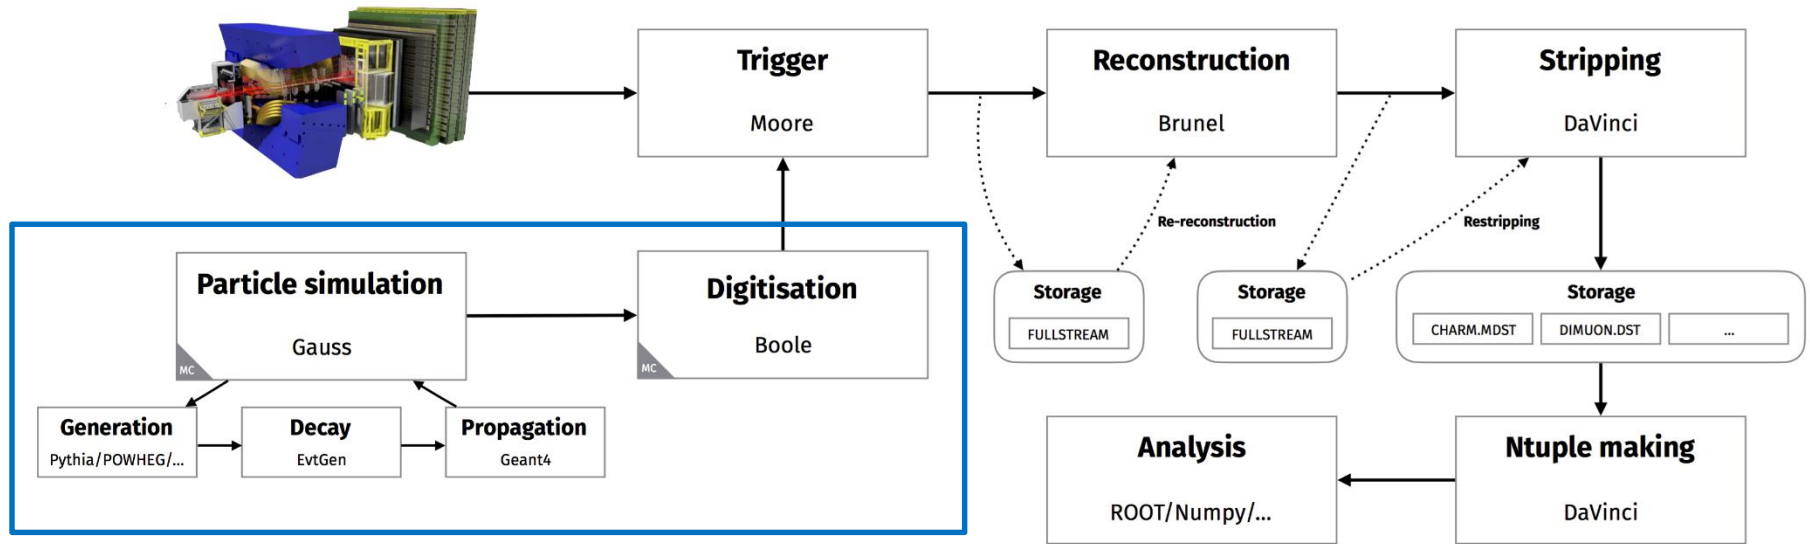 Trigger
Moore
Reconstruction
Brunel
Stripping
DaVinci
Re-reconstruction
Restripping
Particle simulation
Gauss
MC
Digitisation
Boole
MC
Storage
FULLSTREAM
Storage
FULLSTREAM
Storage
CHARM.MDST
DIMUON.DST
...
Generation
Pythia/POWHEG/...
Decay
EvtGen
Propagation
Geant4
Analysis
ROOT/Numpy/...
Ntuple making
DaVinci